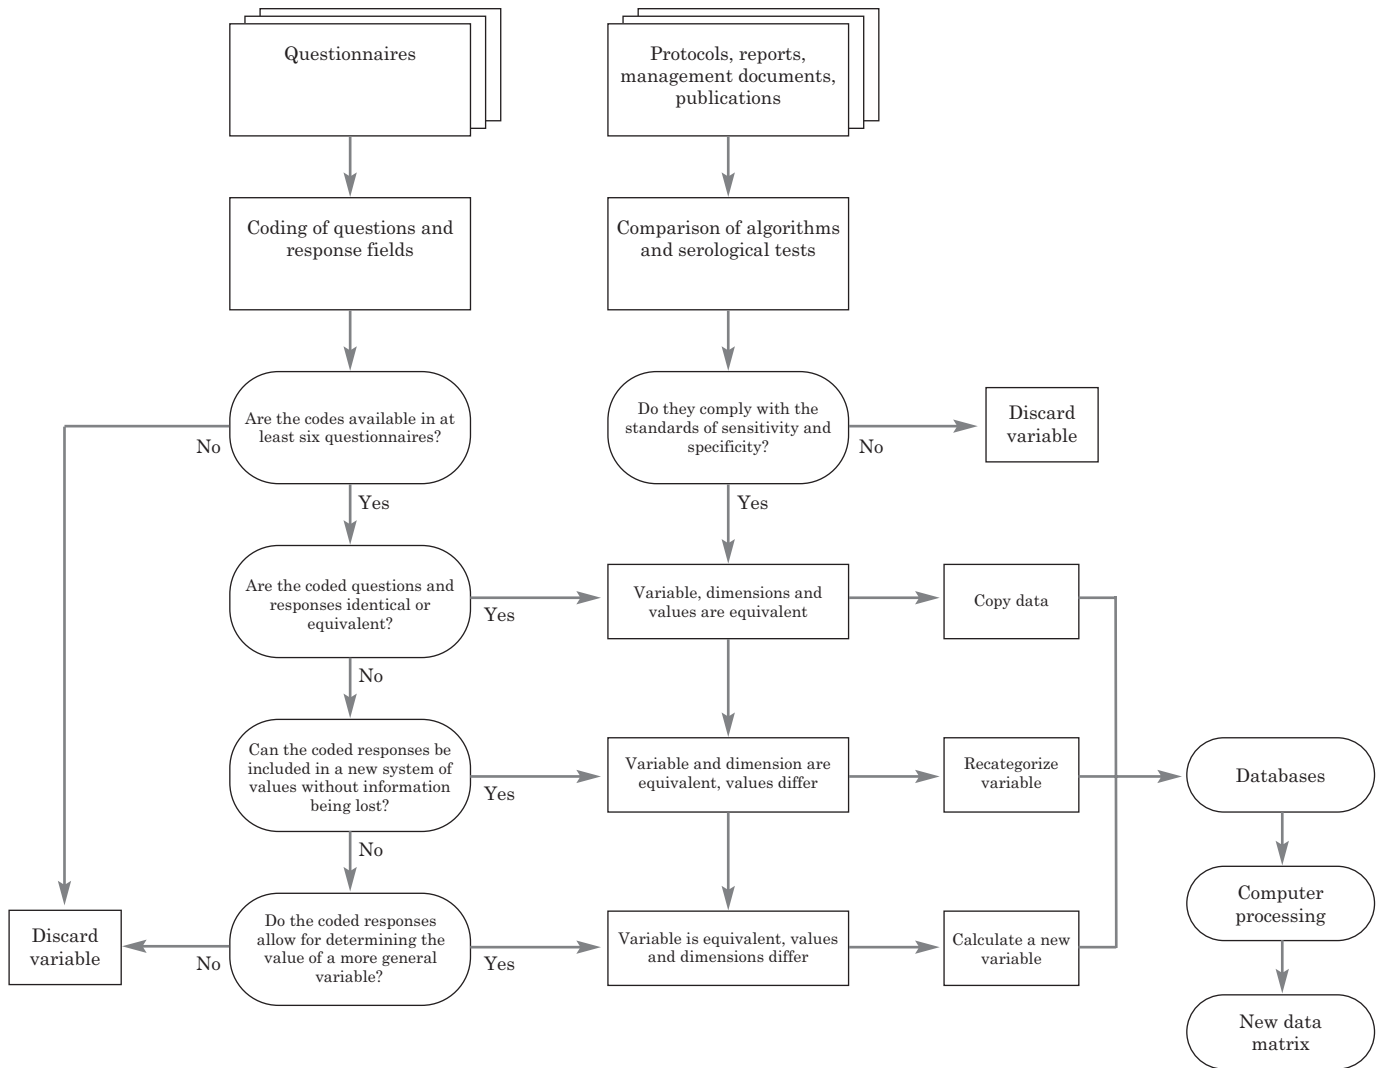 Questionnaires
Protocols, reports,
management documents,
publications
Coding of questions and
response fields
Comparison of algorithms
and serological tests
Are the codes available in at
least six questionnaires?
No
Yes
Do they comply with the
standards of sensitivity and
specificity?
No
Yes
Discard
variable
Are the coded questions and
responses identical or
equivalent?
Yes
No
Variable, dimensions and
values are equivalent
Copy data
Can the coded responses be
included in a new system of
values without information
being lost?
Yes
No
Variable and dimension are
equivalent, values differ
Recategorize
variable
Databases
Discard
variable
Do the coded responses
allow for determining the
value of a more general
variable?
No
Yes
Variable is equivalent, values
and dimensions differ
Calculate a new
variable
Computer
processing
New data
matrix